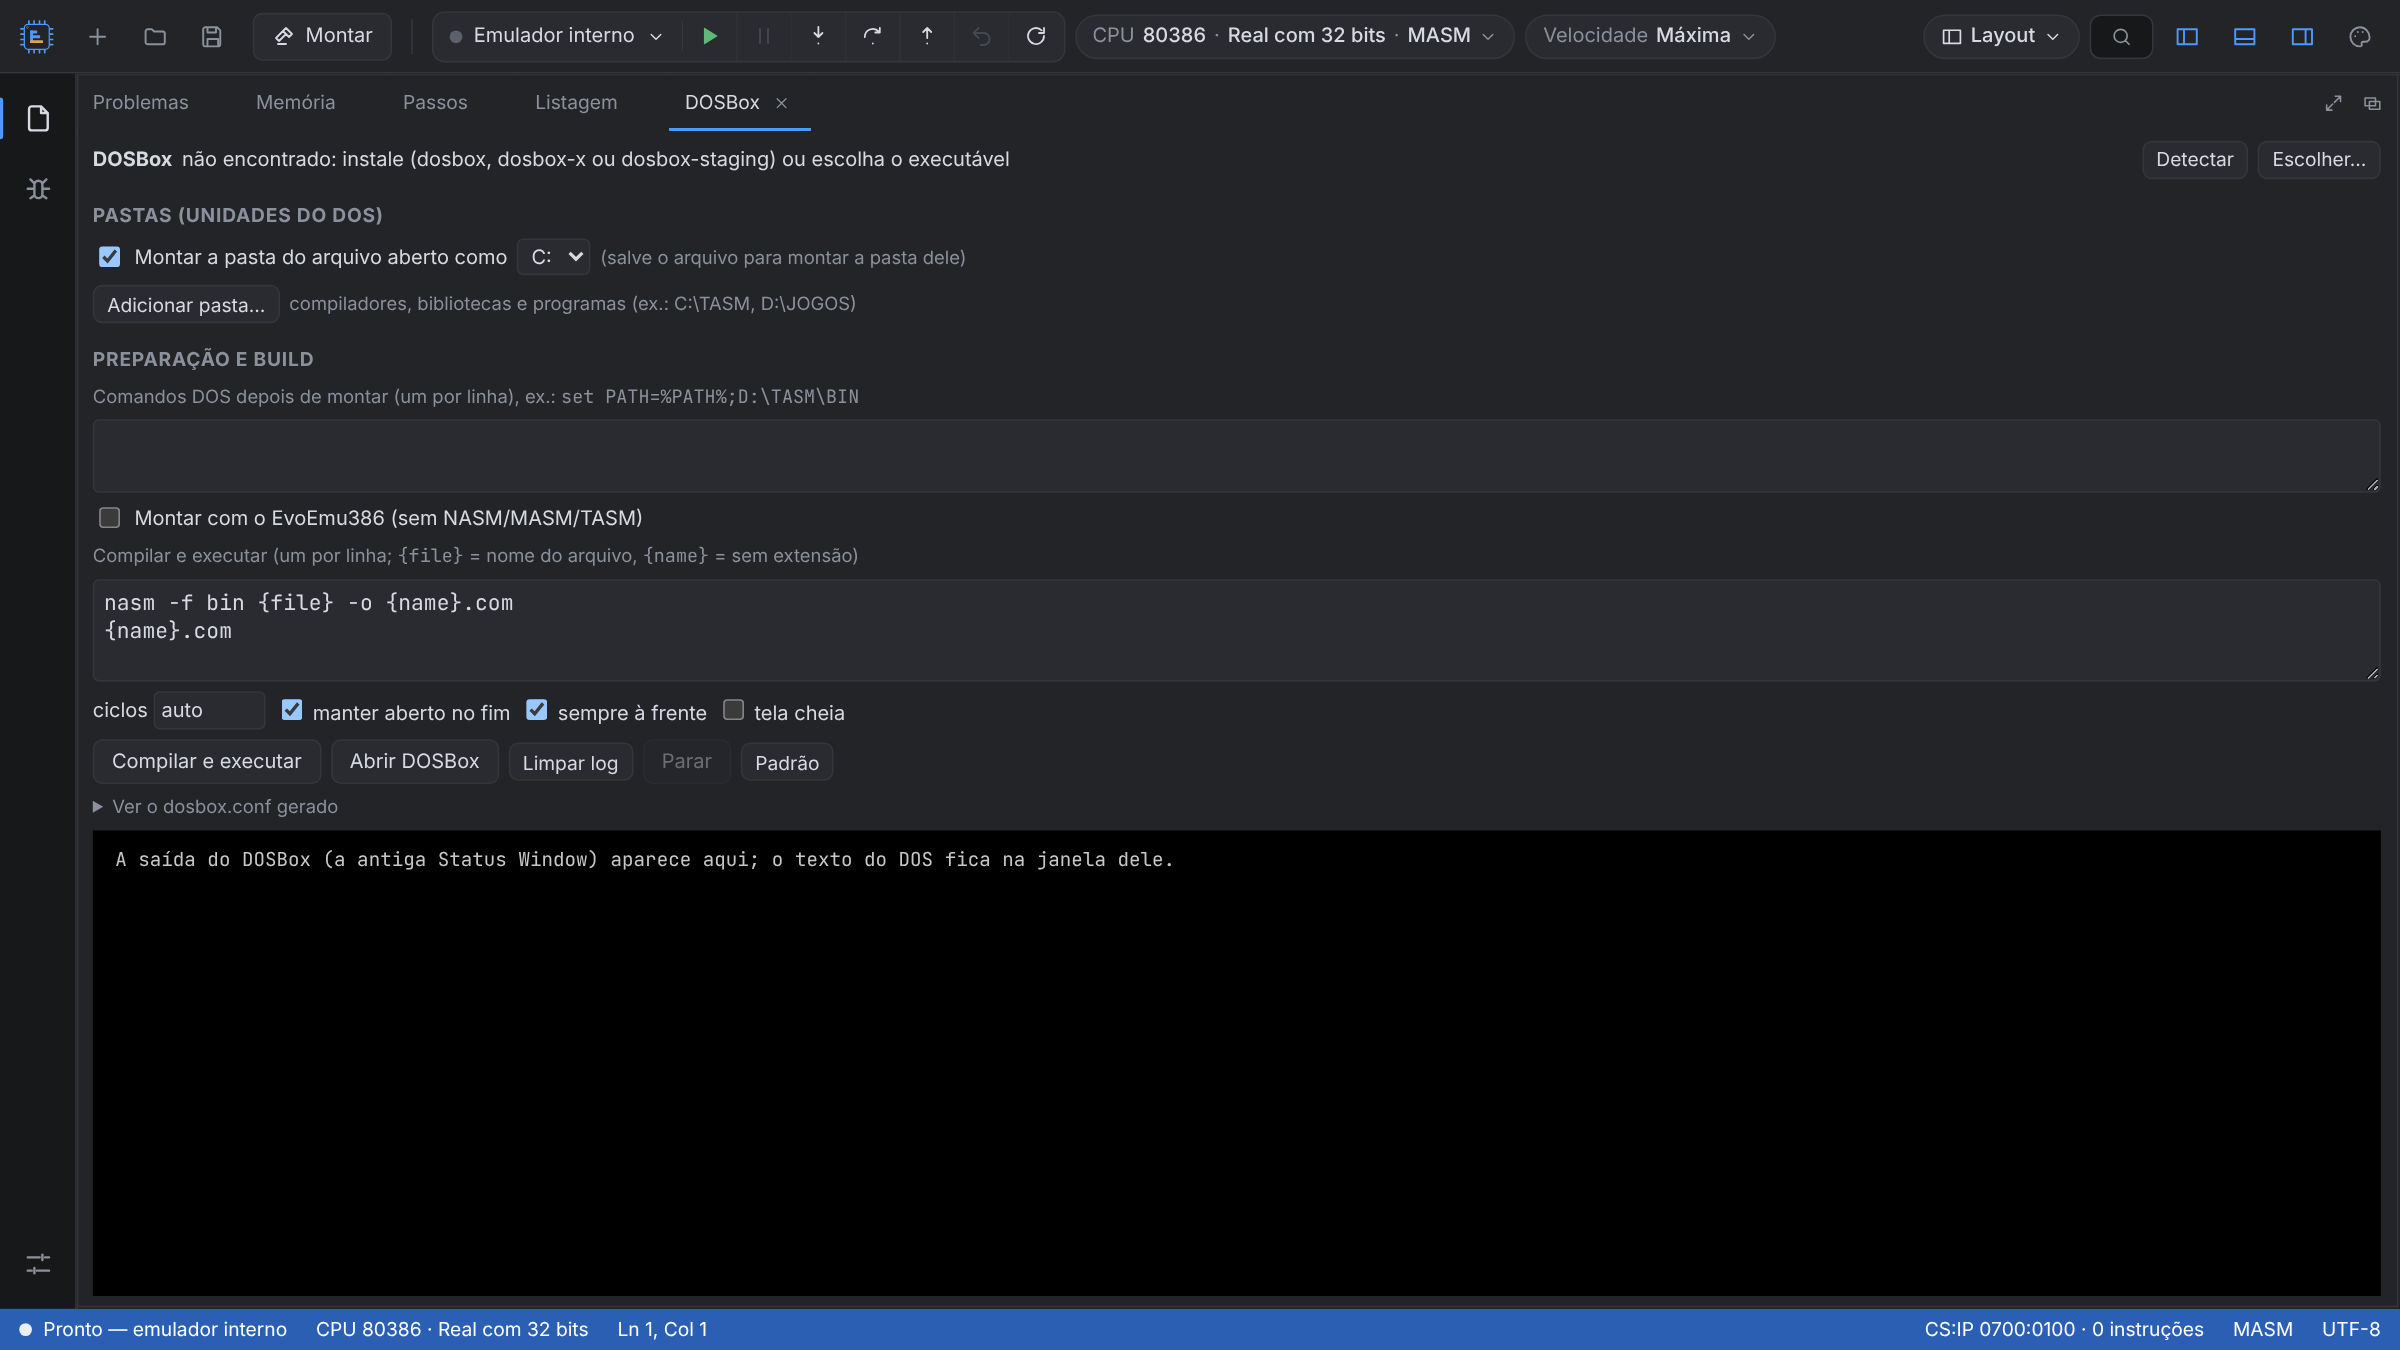 Montar
Emulador interno
CPU 80386 · Real com 32 bits · MASM
Velocidade Máxima
Layout
Problemas
Memória
Passos
Listagem
DOSBox
DOSBox não encontrado: instale (dosbox, dosbox-x ou dosbox-staging) ou escolha o executável
Detectar
Escolher...
PASTAS (UNIDADES DO DOS)
Montar a pasta do arquivo aberto como C: (salve o arquivo para montar a pasta dele)
Adicionar pasta... compiladores, bibliotecas e programas (ex.: C:\TASM, D:\JOGOS)
PREPARAÇÃO E BUILD
Comandos DOS depois de montar (um por linha), ex.: set PATH=%PATH%;D:\TASM\BIN
Montar com o EvoEmu386 (sem NASM/MASM/TASM)
Compilar e executar (um por linha; {file} = nome do arquivo, {name} = sem extensão)
nasm -f bin {file} -o {name}.com
{name}.com
ciclos auto manter aberto no fim sempre à frente tela cheia
Compilar e executar
Abrir DOSBox
Limpar log
Parar
Padrão
Ver o dosbox.conf gerado
A saída do DOSBox (a antiga Status Window) aparece aqui; o texto do DOS fica na janela dele.
Pronto — emulador interno
CPU 80386 · Real com 32 bits
Ln 1, Col 1
CS:IP 0700:0100 · 0 instruções
MASM
UTF-8